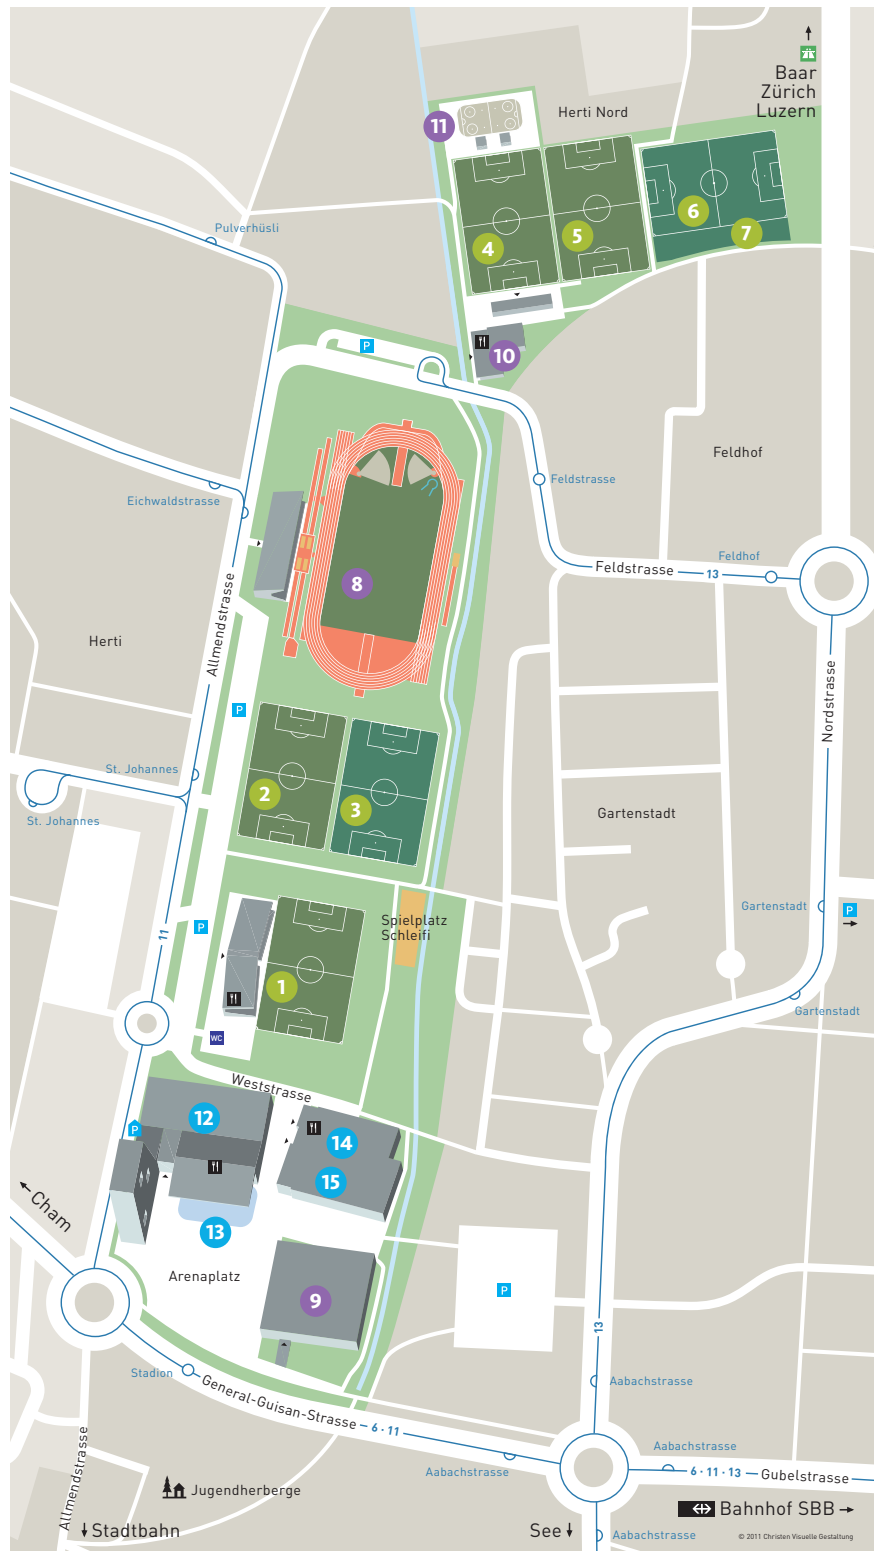 Baar
Zürich
Luzern
11
Herti Nord
6
5
4
7
Pulverhüsli
P
10
Feldhof
Feldstrasse
Eichwaldstrasse
Feldhof
Feldstrasse
13
8
Allmendstrasse
Herti
Nordstrasse
P
St. Johannes
2
3
Gartenstadt
St. Johannes
Gartenstadt
P
Spielplatz
Schleifi
P
11
1
Gartenstadt
WC
Weststrasse
12
P
14
15
Cham
13
Arenaplatz
P
9
13
Stadion
Aabachstrasse
General-Guisan-Strasse
6 · 11
Aabachstrasse
Aabachstrasse
6 · 11 · 13
Gubelstrasse
Allmendstrasse
Jugendherberge
Bahnhof SBB
Stadtbahn
See
Aabachstrasse
© 2011 Christen Visuelle Gestaltung